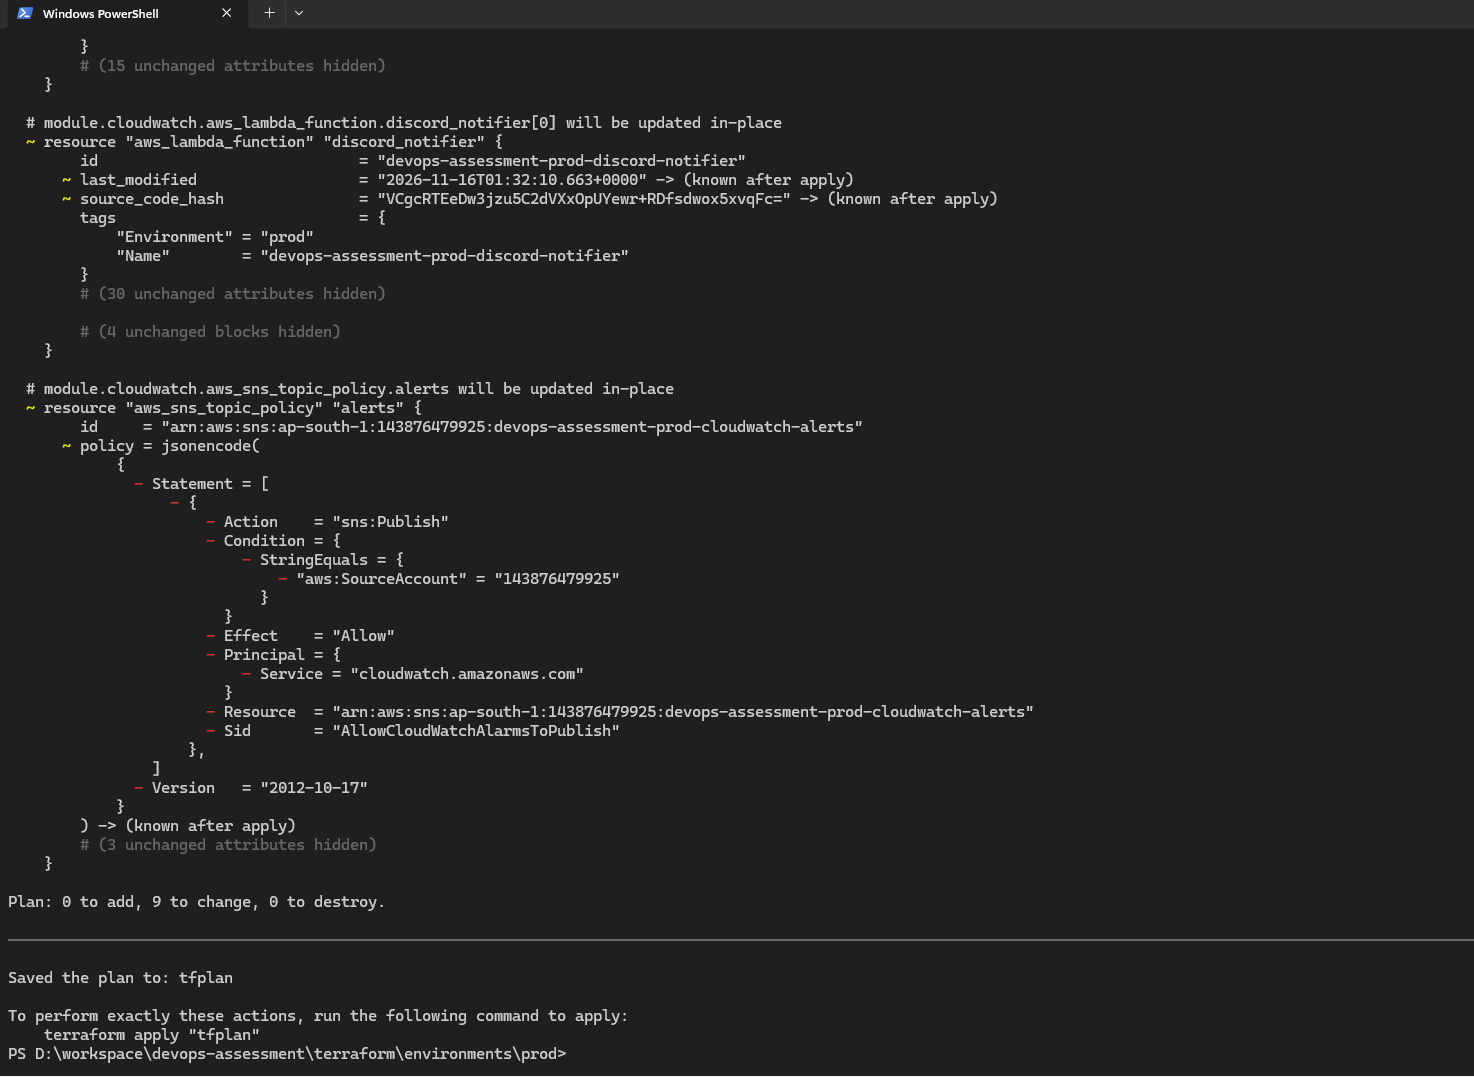 Windows PowerShell
        }
        # (15 unchanged attributes hidden)
    }
  # module.cloudwatch.aws_lambda_function.discord_notifier[0] will be updated in-place
  ~ resource "aws_lambda_function" "discord_notifier" {
        id                             = "devops-assessment-prod-discord-notifier"
      ~ last_modified                  = "2026-11-16T01:32:10.663+0000" -> (known after apply)
      ~ source_code_hash               = "VCgcRTEeDw3jzu5C2dVXxOpUYewr+RDfsdwox5xvqFc=" -> (known after apply)
        tags                           = {
            "Environment" = "prod"
            "Name"        = "devops-assessment-prod-discord-notifier"
        }
        # (30 unchanged attributes hidden)
        # (4 unchanged blocks hidden)
    }
  # module.cloudwatch.aws_sns_topic_policy.alerts will be updated in-place
  ~ resource "aws_sns_topic_policy" "alerts" {
        id     = "arn:aws:sns:ap-south-1:143876479925:devops-assessment-prod-cloudwatch-alerts"
      ~ policy = jsonencode(
            {
              - Statement = [
                  - {
                      - Action    = "sns:Publish"
                      - Condition = {
                          - StringEquals = {
                              - "aws:SourceAccount" = "143876479925"
                            }
                        }
                      - Effect    = "Allow"
                      - Principal = {
                          - Service = "cloudwatch.amazonaws.com"
                        }
                      - Resource  = "arn:aws:sns:ap-south-1:143876479925:devops-assessment-prod-cloudwatch-alerts"
                      - Sid       = "AllowCloudWatchAlarmsToPublish"
                    },
                ]
              - Version   = "2012-10-17"
            }
        ) -> (known after apply)
        # (3 unchanged attributes hidden)
    }
Plan: 0 to add, 9 to change, 0 to destroy.
Saved the plan to: tfplan
To perform exactly these actions, run the following command to apply:
    terraform apply "tfplan"
PS D:\workspace\devops-assessment\terraform\environments\prod>